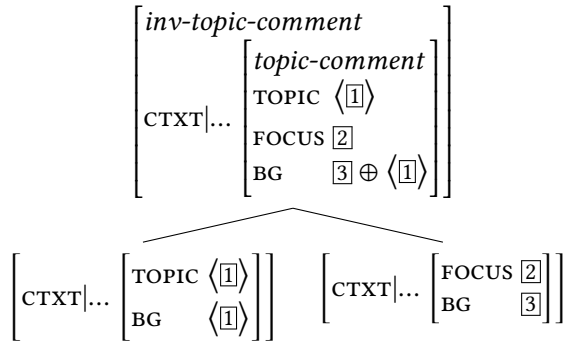 inv-topic-comment
CTXT|… topic-comment
TOPIC ⟨1⟩
FOCUS 2
BG 3 ⊕ ⟨1⟩
CTXT|… TOPIC ⟨1⟩
BG ⟨1⟩
CTXT|… FOCUS 2
BG 3